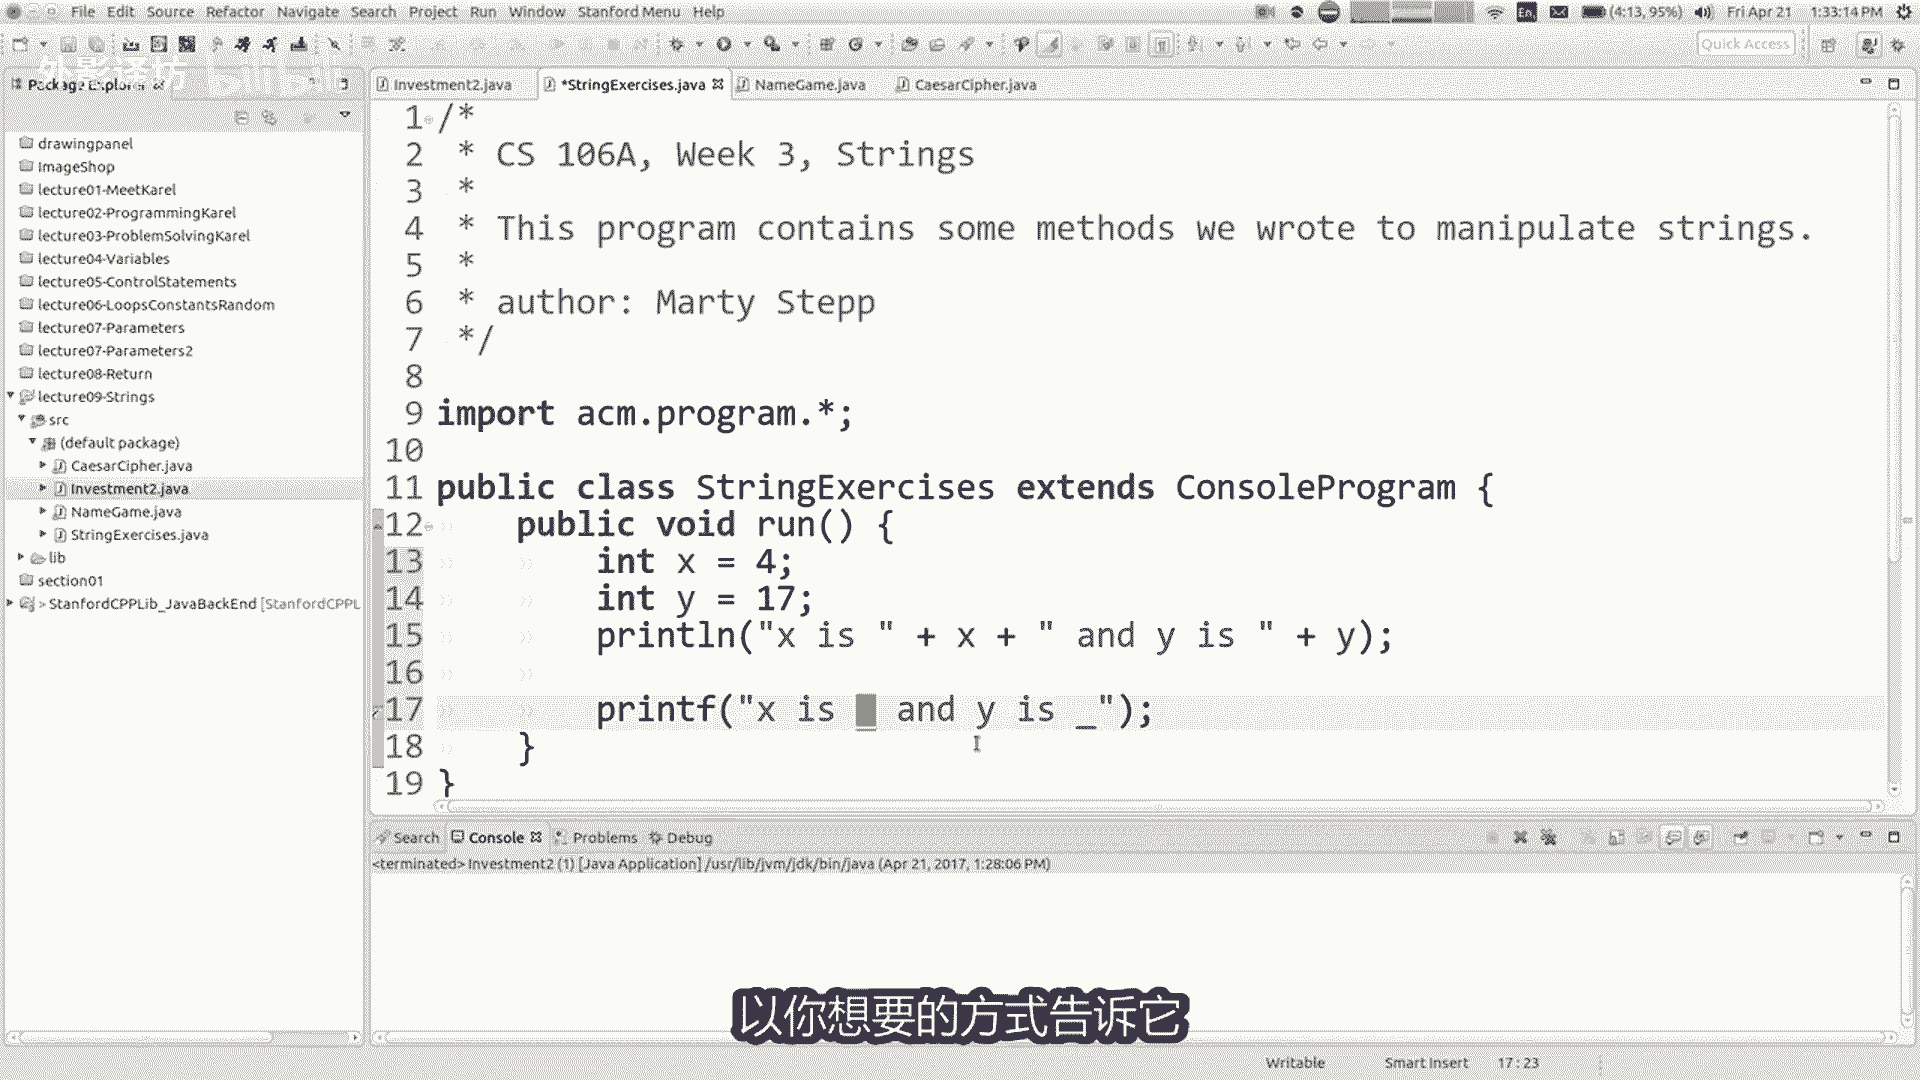 File Edit Source Refactor Navigate Search Project Run Window Stanford Menu Help
En (4:13, 95%) Fri Apr 21 1:33:14 PM
Quick Access
外影译坊 bilibili
Package Explorer
Investment2.java *StringExercises.java NameGame.java CaesarCipher.java
drawingpanel
ImageShop
lecture01-MeetKarel
lecture02-ProgrammingKarel
lecture03-ProblemSolvingKarel
lecture04-Variables
lecture05-ControlStatements
lecture06-LoopsConstantsRandom
lecture07-Parameters
lecture07-Parameters2
lecture08-Return
lecture09-Strings
src
(default package)
CaesarCipher.java
Investment2.java
NameGame.java
StringExercises.java
lib
section01
> StanfordCPPLib_JavaBackEnd [StanfordCPPL
1 /*
2 * CS 106A, Week 3, Strings
3 *
4 * This program contains some methods we wrote to manipulate strings.
5 *
6 * author: Marty Stepp
7 */
8
9 import acm.program.*;
10
11 public class StringExercises extends ConsoleProgram {
12 public void run() {
13 int x = 4;
14 int y = 17;
15 println("x is " + x + " and y is " + y);
16
17 printf("x is _ and y is _");
18 }
19 }
Search Console Problems Debug
<terminated> Investment2 (1) [Java Application] /usr/lib/jvm/jdk/bin/java (Apr 21, 2017, 1:28:06 PM)
以你想要的方式告诉它
Writable Smart Insert 17 : 23